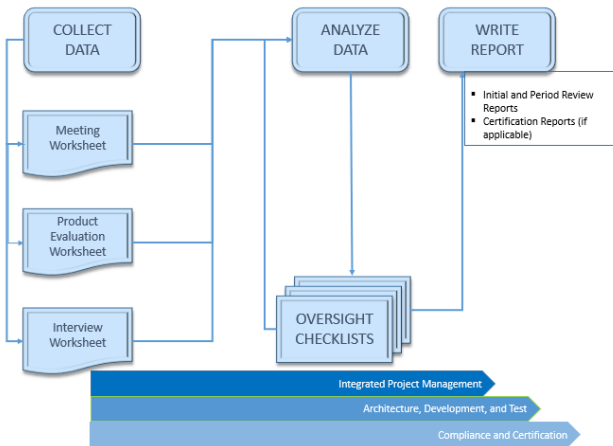 COLLECT
DATA
ANALYZE
DATA
WRITE
REPORT
▪ Initial and Period Review
Reports
▪ Certification Reports (if
applicable)
Meeting
Worksheet
Product
Evaluation
Worksheet
Interview
Worksheet
OVERSIGHT
CHECKLISTS
Integrated Project Management
Architecture, Development, and Test
Compliance and Certification